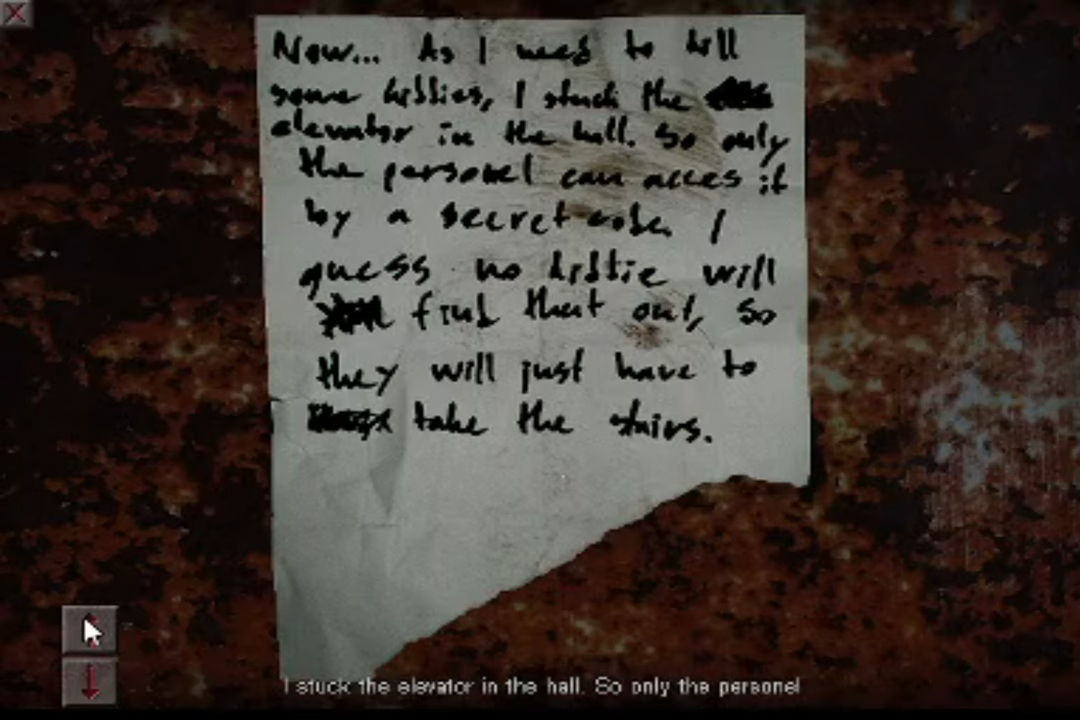 Now... As I need to kill
some kiddies, I stuck the
elevator in the hall. So only
the personel can acces it
by a secret code. I
guess no kiddie will
find that out, so
they will just have to
take the stairs.
I stuck the elevator in the hall. So only the personel